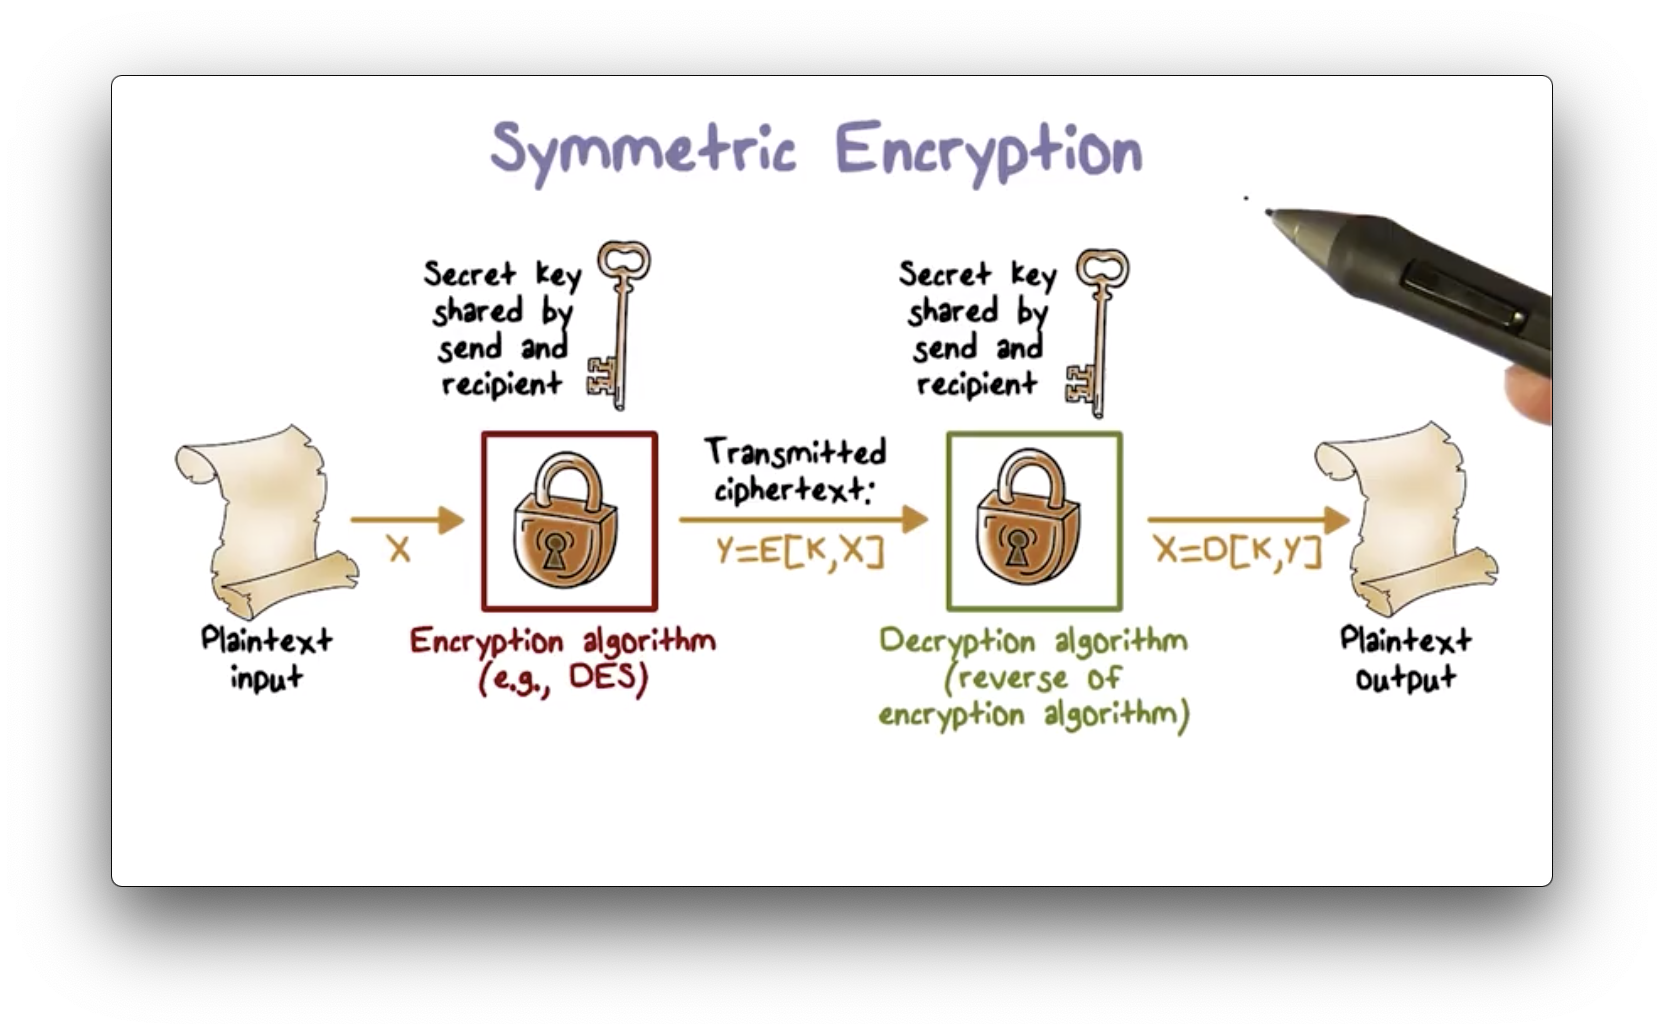 Symmetric Encryption
Secret key
shared by
send and
recipient
Secret key
shared by
send and
recipient
Transmitted
ciphertext:
X
Y=E[K,X]
X=D[K,Y]
Plaintext
input
Encryption algorithm
(e.g., DES)
Decryption algorithm
(reverse of
encryption algorithm)
Plaintext
output